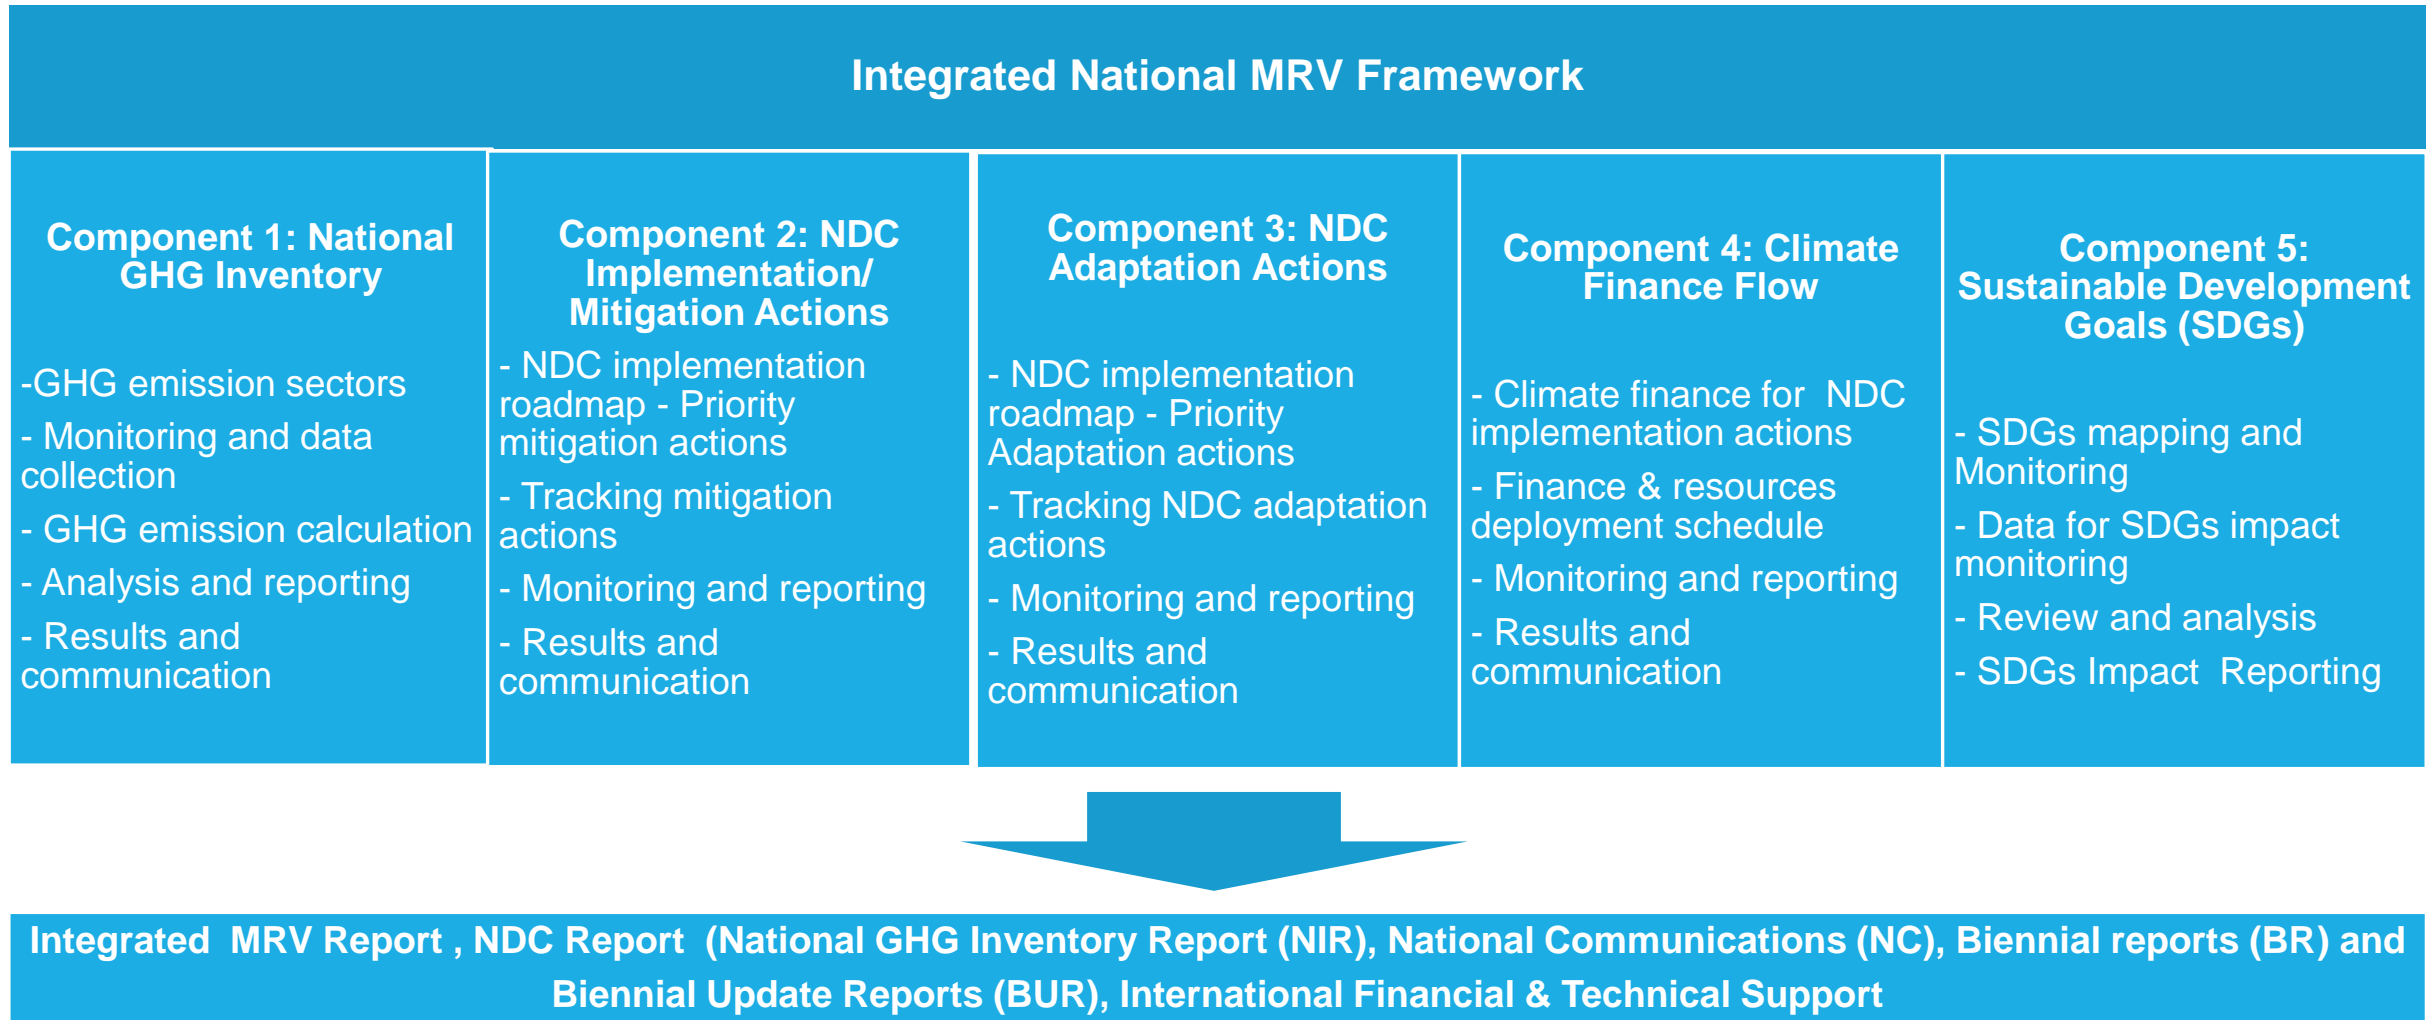 Integrated National MRV Framework
Component 1: National
GHG Inventory
-GHG emission sectors
- Monitoring and data
collection
- GHG emission calculation
- Analysis and reporting
- Results and
communication
Component 2: NDC
Implementation/
Mitigation Actions
- NDC implementation
roadmap - Priority
mitigation actions
- Tracking mitigation
actions
- Monitoring and reporting
- Results and
communication
Component 3: NDC
Adaptation Actions
- NDC implementation
roadmap - Priority
Adaptation actions
- Tracking NDC adaptation
actions
- Monitoring and reporting
- Results and
communication
Component 4: Climate
Finance Flow
- Climate finance for  NDC
implementation actions
- Finance & resources
deployment schedule
- Monitoring and reporting
- Results and
communication
Component 5:
Sustainable Development
Goals (SDGs)
- SDGs mapping and
Monitoring
- Data for SDGs impact
monitoring
- Review and analysis
- SDGs Impact  Reporting
Integrated  MRV Report , NDC Report  (National GHG Inventory Report (NIR), National Communications (NC), Biennial reports (BR) and
Biennial Update Reports (BUR), International Financial & Technical Support